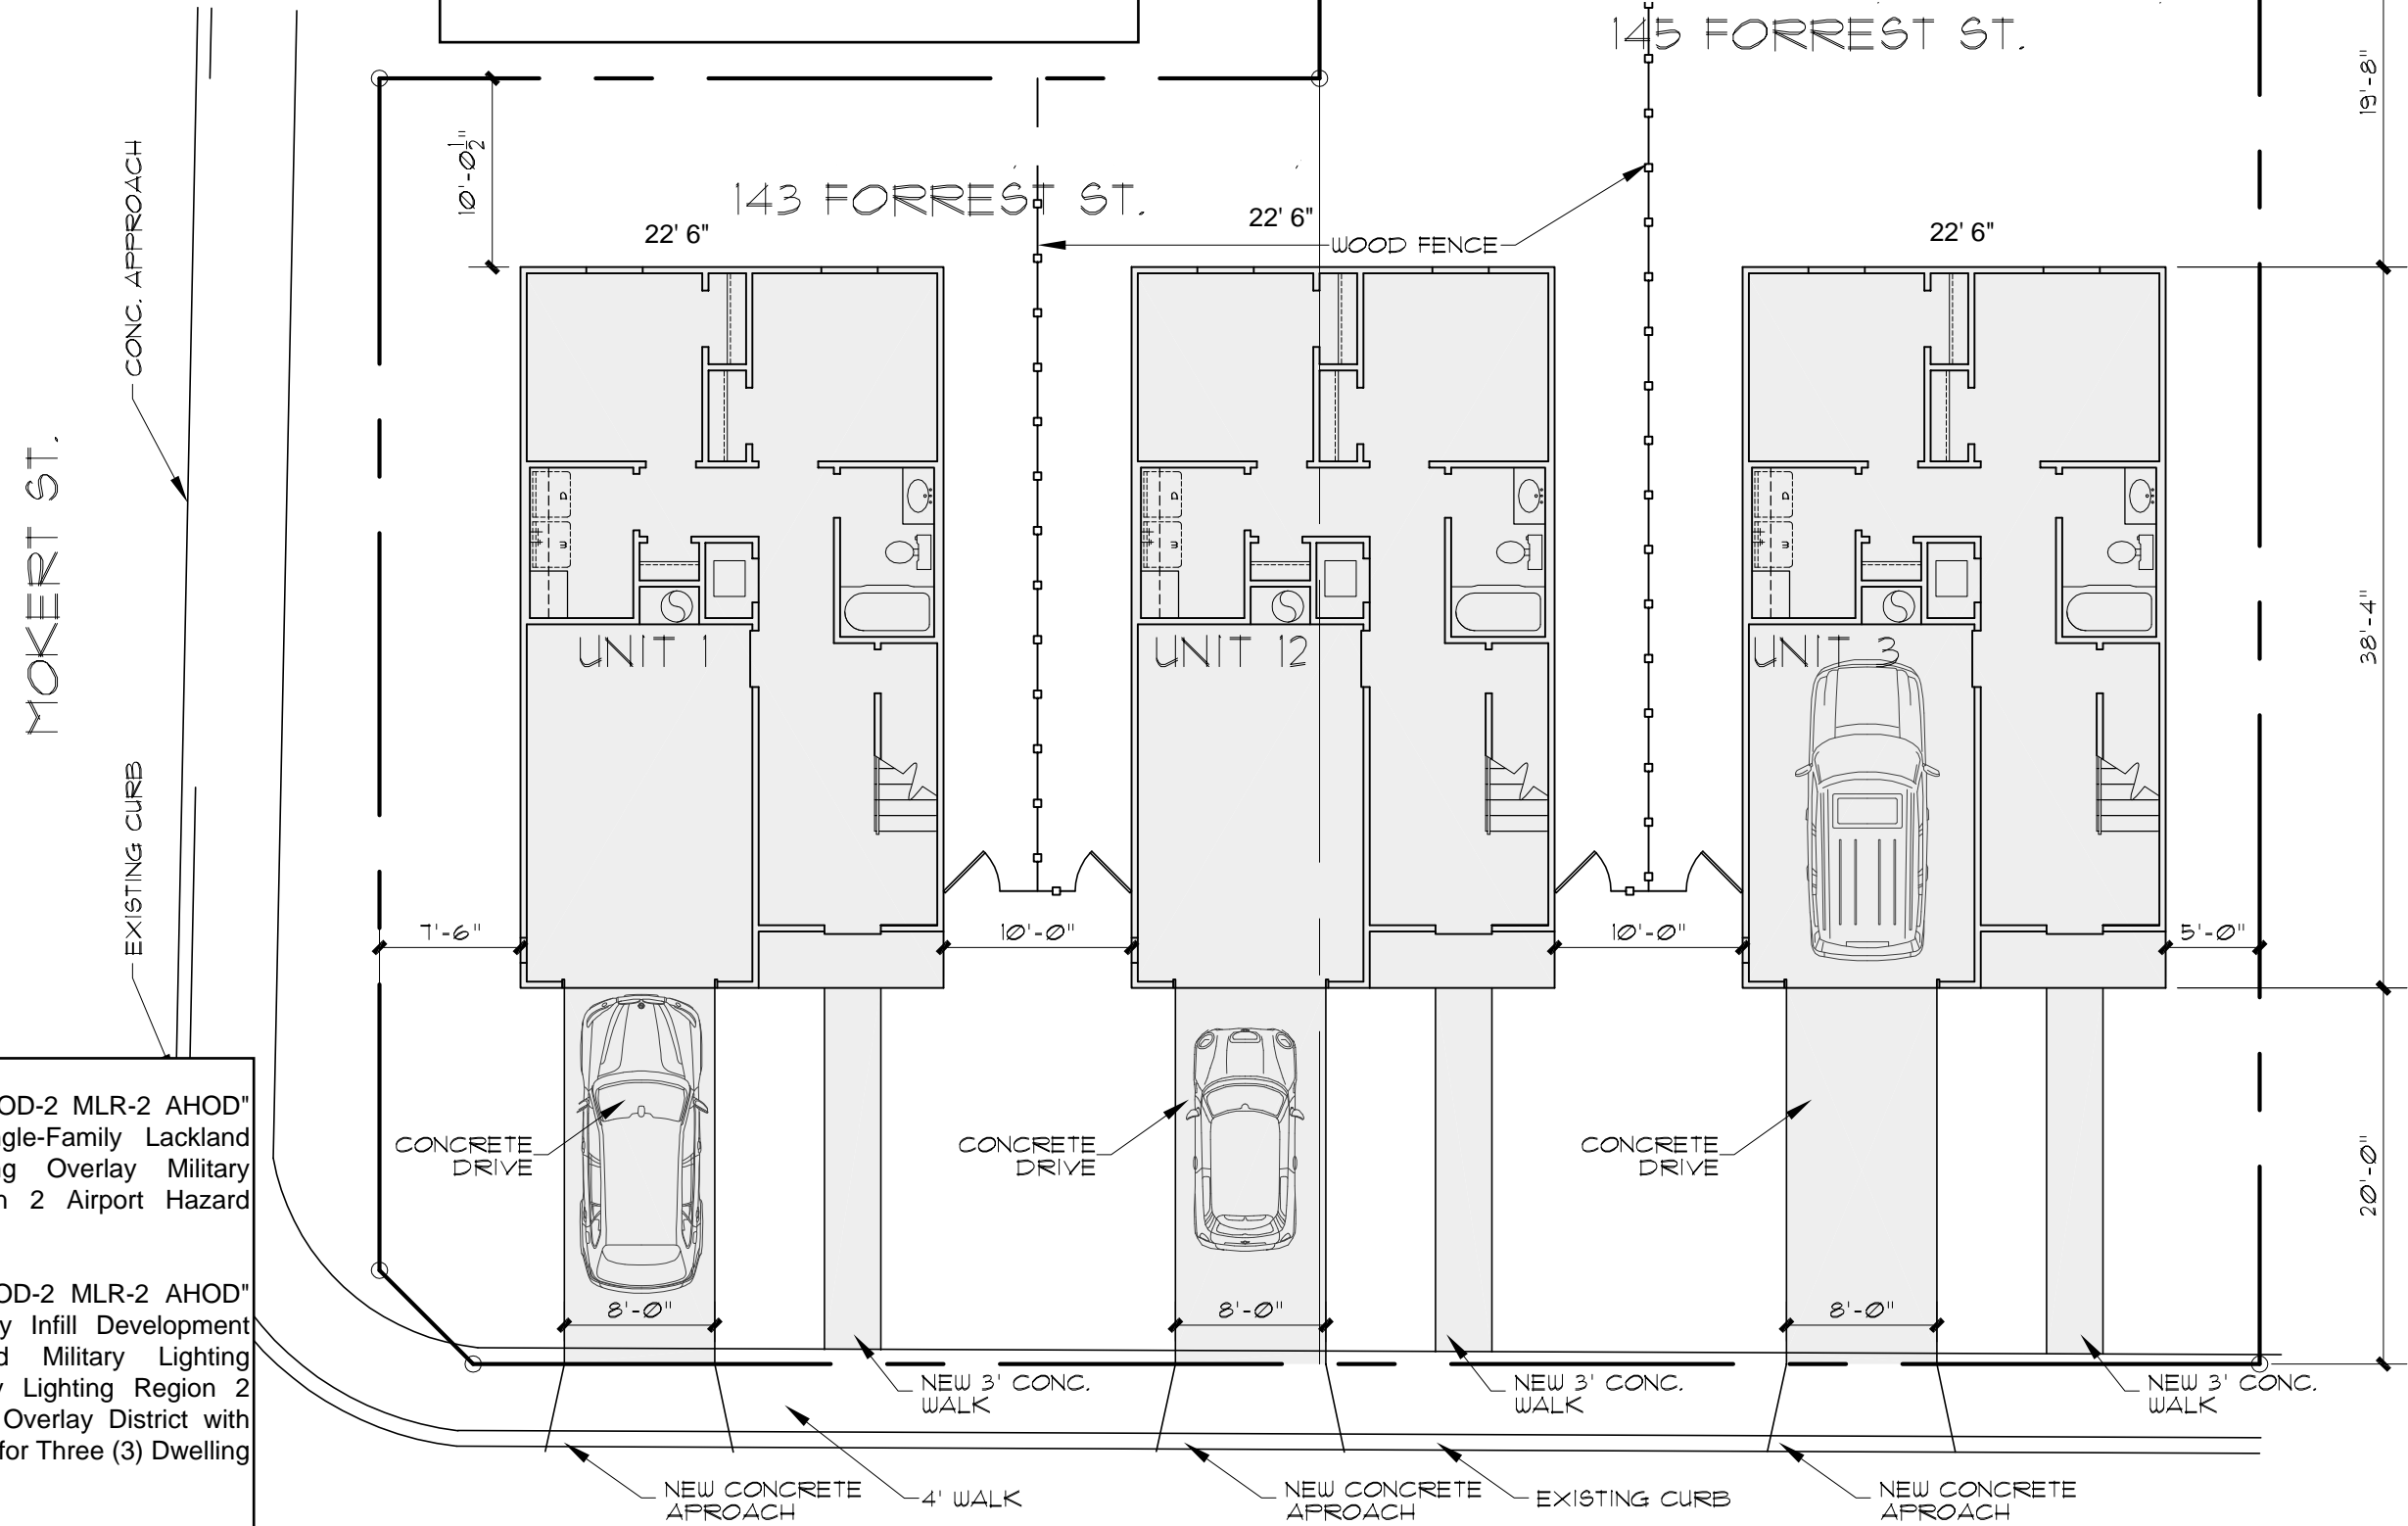 145 FORREST ST.
19'-8"
10'-0 1/2"
143 FORREST ST.
22' 6"
22' 6"
22' 6"
WOOD FENCE
CONC. APPROACH
MOKERT ST.
EXISTING CURB
D
W
D
W
D
W
UNIT 1
UNIT 12
UNIT 3
38'-4"
7'-6"
10'-0"
10'-0"
5'-0"
OD-2 MLR-2 AHOD"
ngle-Family Lackland
ng Overlay Military
n 2 Airport Hazard
CONCRETE
DRIVE
CONCRETE
DRIVE
CONCRETE
DRIVE
20'-0"
OD-2 MLR-2 AHOD"
y Infill Development
d Military Lighting
y Lighting Region 2
Overlay District with
for Three (3) Dwelling
8'-0"
8'-0"
8'-0"
NEW 3' CONC.
WALK
NEW 3' CONC.
WALK
NEW 3' CONC.
WALK
NEW CONCRETE
APROACH
4' WALK
NEW CONCRETE
APROACH
EXISTING CURB
NEW CONCRETE
APROACH